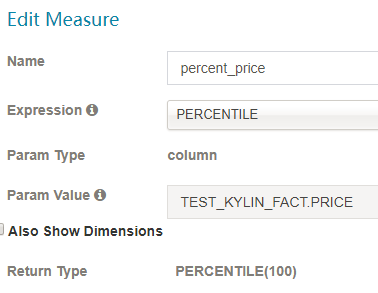 Edit Measure
Name percent_price
Expression PERCENTILE
Param Type column
Param Value TEST_KYLIN_FACT.PRICE
Also Show Dimensions
Return Type PERCENTILE(100)